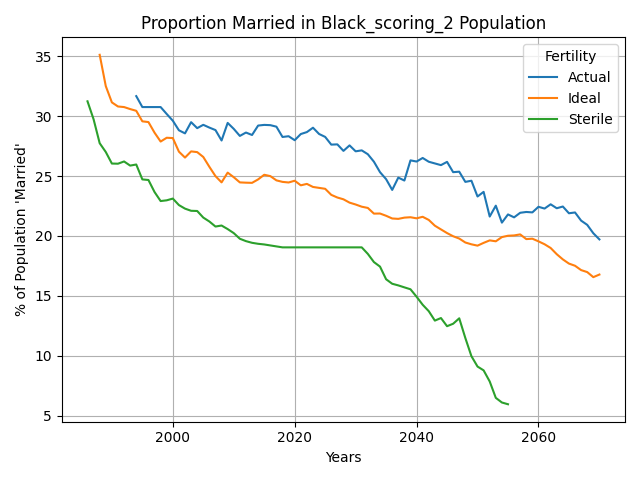 Proportion Married in Black_scoring_2 Population
% of Population 'Married'
35
30
25
20
15
10
5
Fertility
Actual
Ideal
Sterile
2000 2020 2040 2060
Years